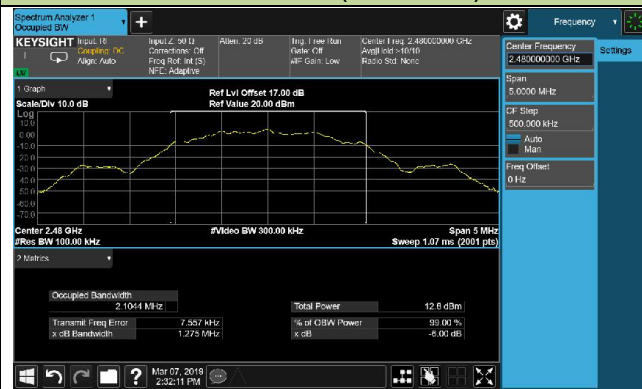 Spectrum Analyzer 1
Occupied BW
Frequency
KEYSIGHT Input: RF
Coupling: DC
Align: Auto
Input Z: 50 Ω
Corrections: Off
Freq Ref: Int (S)
NFE: Adaptive
Atten: 20 dB
Trig: Free Run
Gate: Off
#IF Gain: Low
Center Freq: 2.480000000 GHz
Avg|Hold >10/10
Radio Std: None
LXI
Center Frequency
2.480000000 GHz
Settings
Span
5.0000 MHz
CF Step
500.000 kHz
Auto
Man
Freq Offset
0 Hz
1 Graph
Scale/Div 10.0 dB
Ref Lvl Offset 17.00 dB
Ref Value 20.00 dBm
Log
10.0
0.00
-10.0
-20.0
-30.0
-40.0
-50.0
-60.0
-70.0
Center 2.48 GHz
#Video BW 300.00 kHz
Span 5 MHz
#Res BW 100.00 kHz
Sweep 1.07 ms (2001 pts)
2 Metrics
Occupied Bandwidth
2.1044 MHz
Total Power
12.8 dBm
Transmit Freq Error
7.557 kHz
% of OBW Power
99.00 %
x dB Bandwidth
1.275 MHz
x dB
-6.00 dB
?
Mar 07, 2019
2:32:11 PM